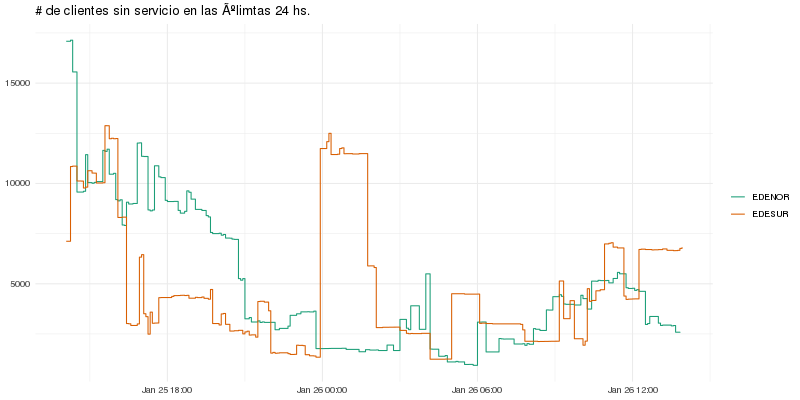 # de clientes sin servicio en las Ãºlimtas 24 hs.
15000
10000
5000
Jan 25 18:00
Jan 26 00:00
Jan 26 06:00
Jan 26 12:00
EDENOR
EDESUR